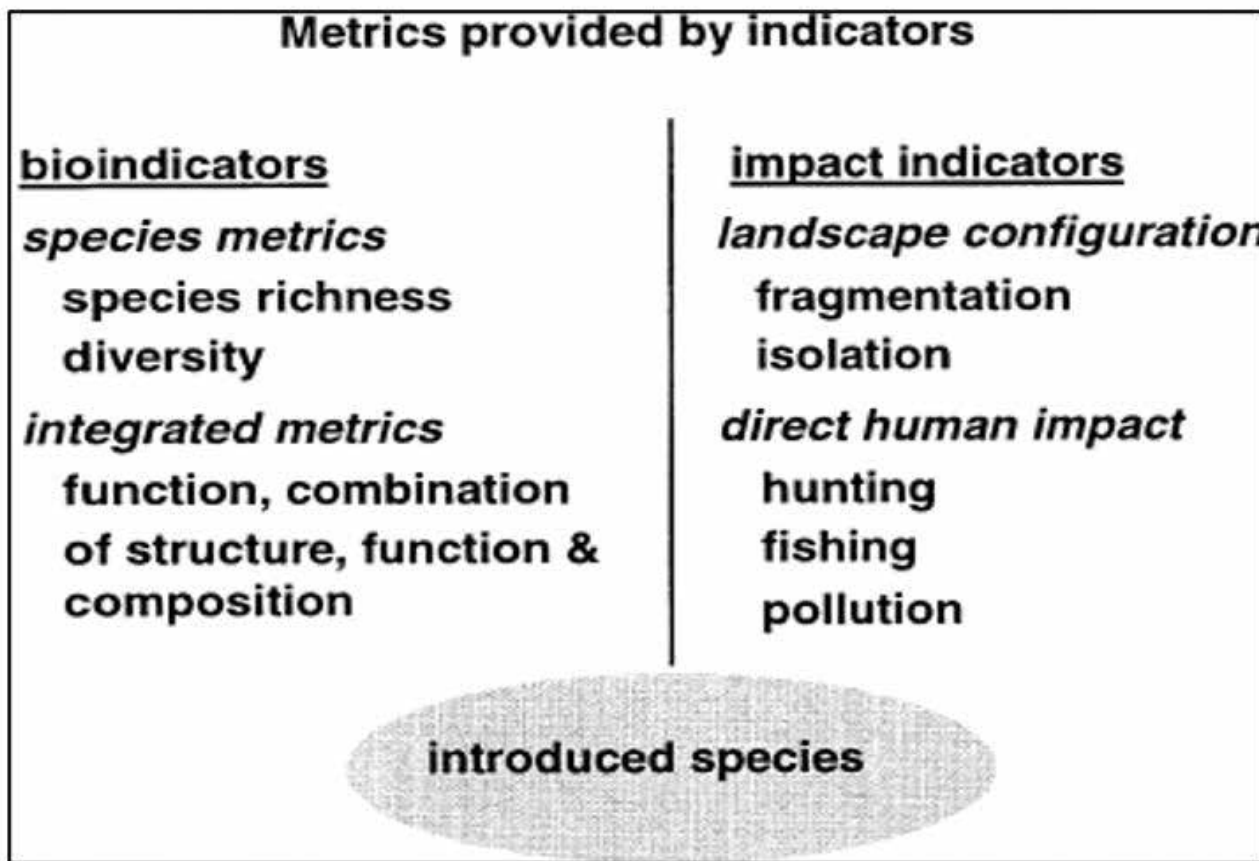 Metrics provided by indicators
bioindicators
species metrics
species richness
diversity
integrated metrics
function, combination
of structure, function &
composition
impact indicators
landscape configuration
fragmentation
isolation
direct human impact
hunting
fishing
pollution
introduced species